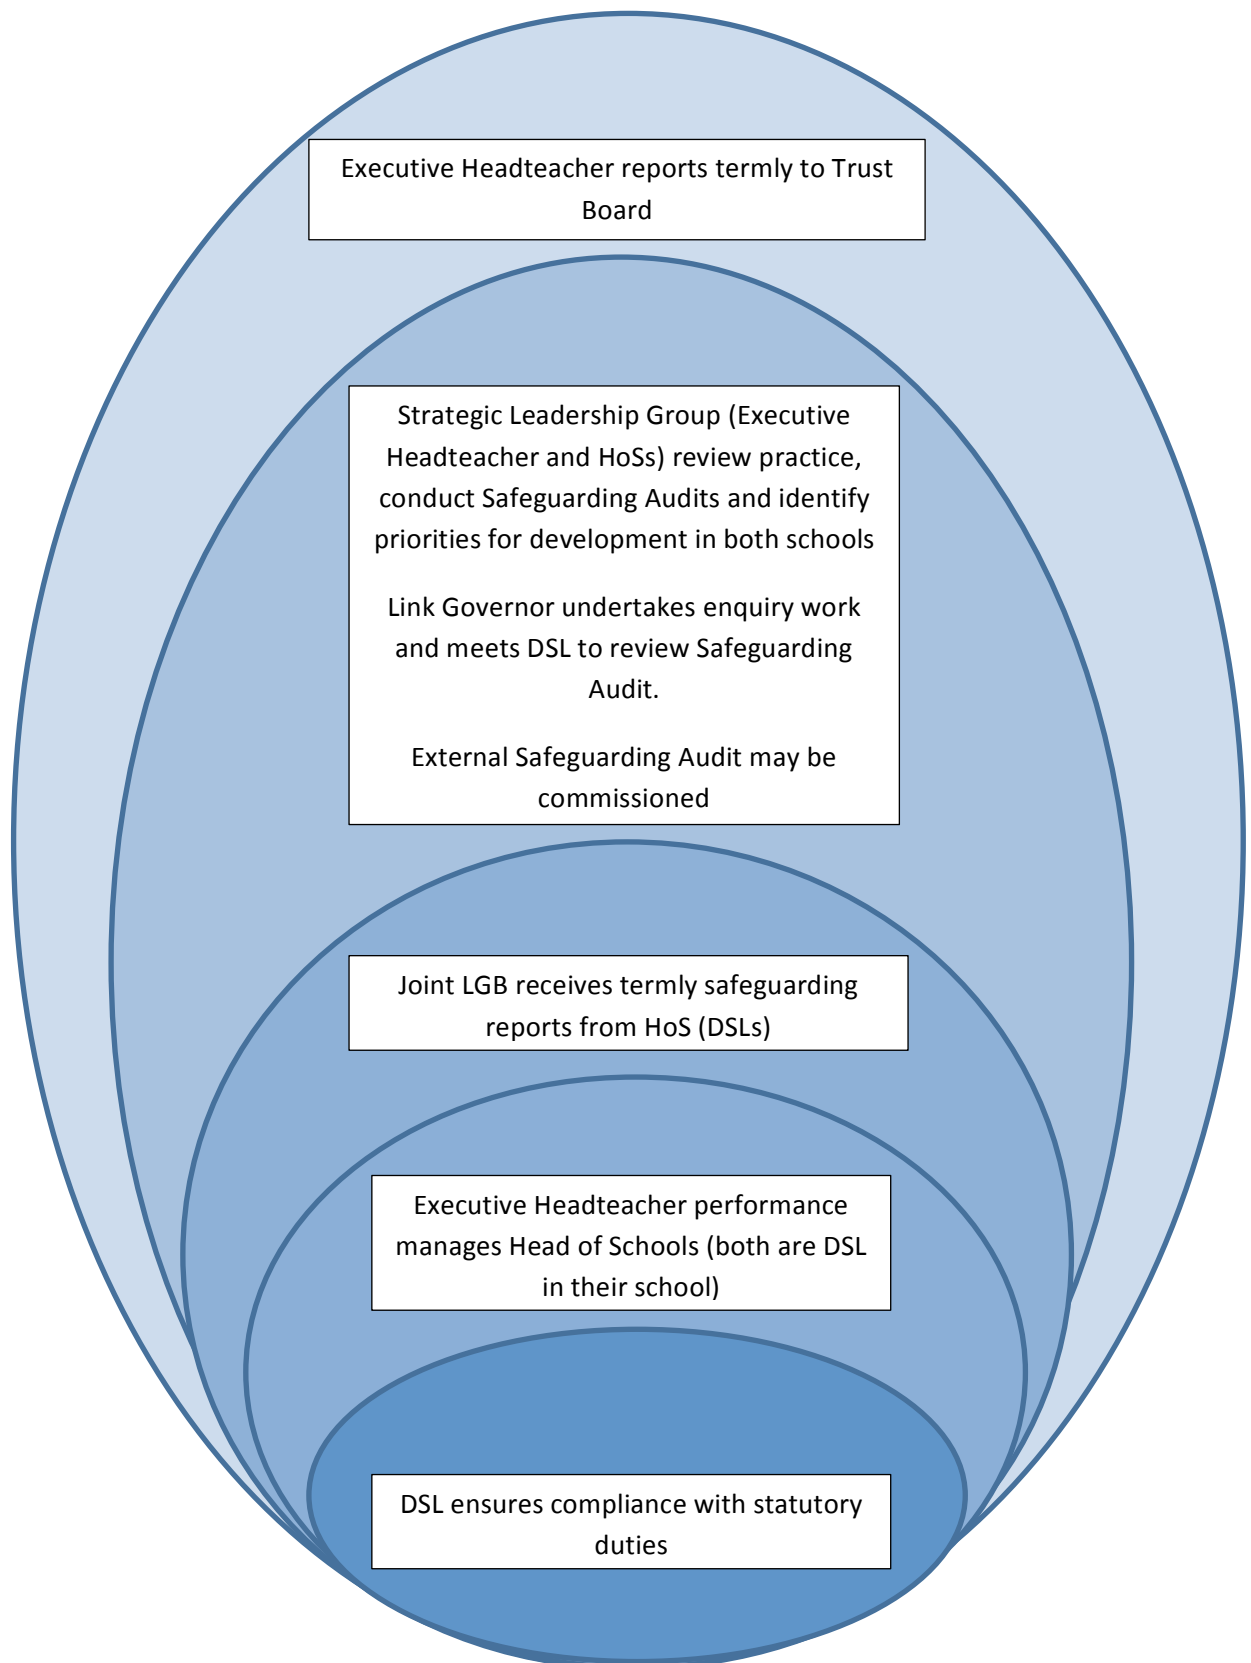 Executive Headteacher reports termly to Trust
Board
Strategic Leadership Group (Executive
Headteacher and HoSs) review practice,
conduct Safeguarding Audits and identify
priorities for development in both schools
Link Governor undertakes enquiry work
and meets DSL to review Safeguarding
Audit.
External Safeguarding Audit may be
commissioned
Joint LGB receives termly safeguarding
reports from HoS (DSLs)
Executive Headteacher performance
manages Head of Schools (both are DSL
in their school)
DSL ensures compliance with statutory
duties